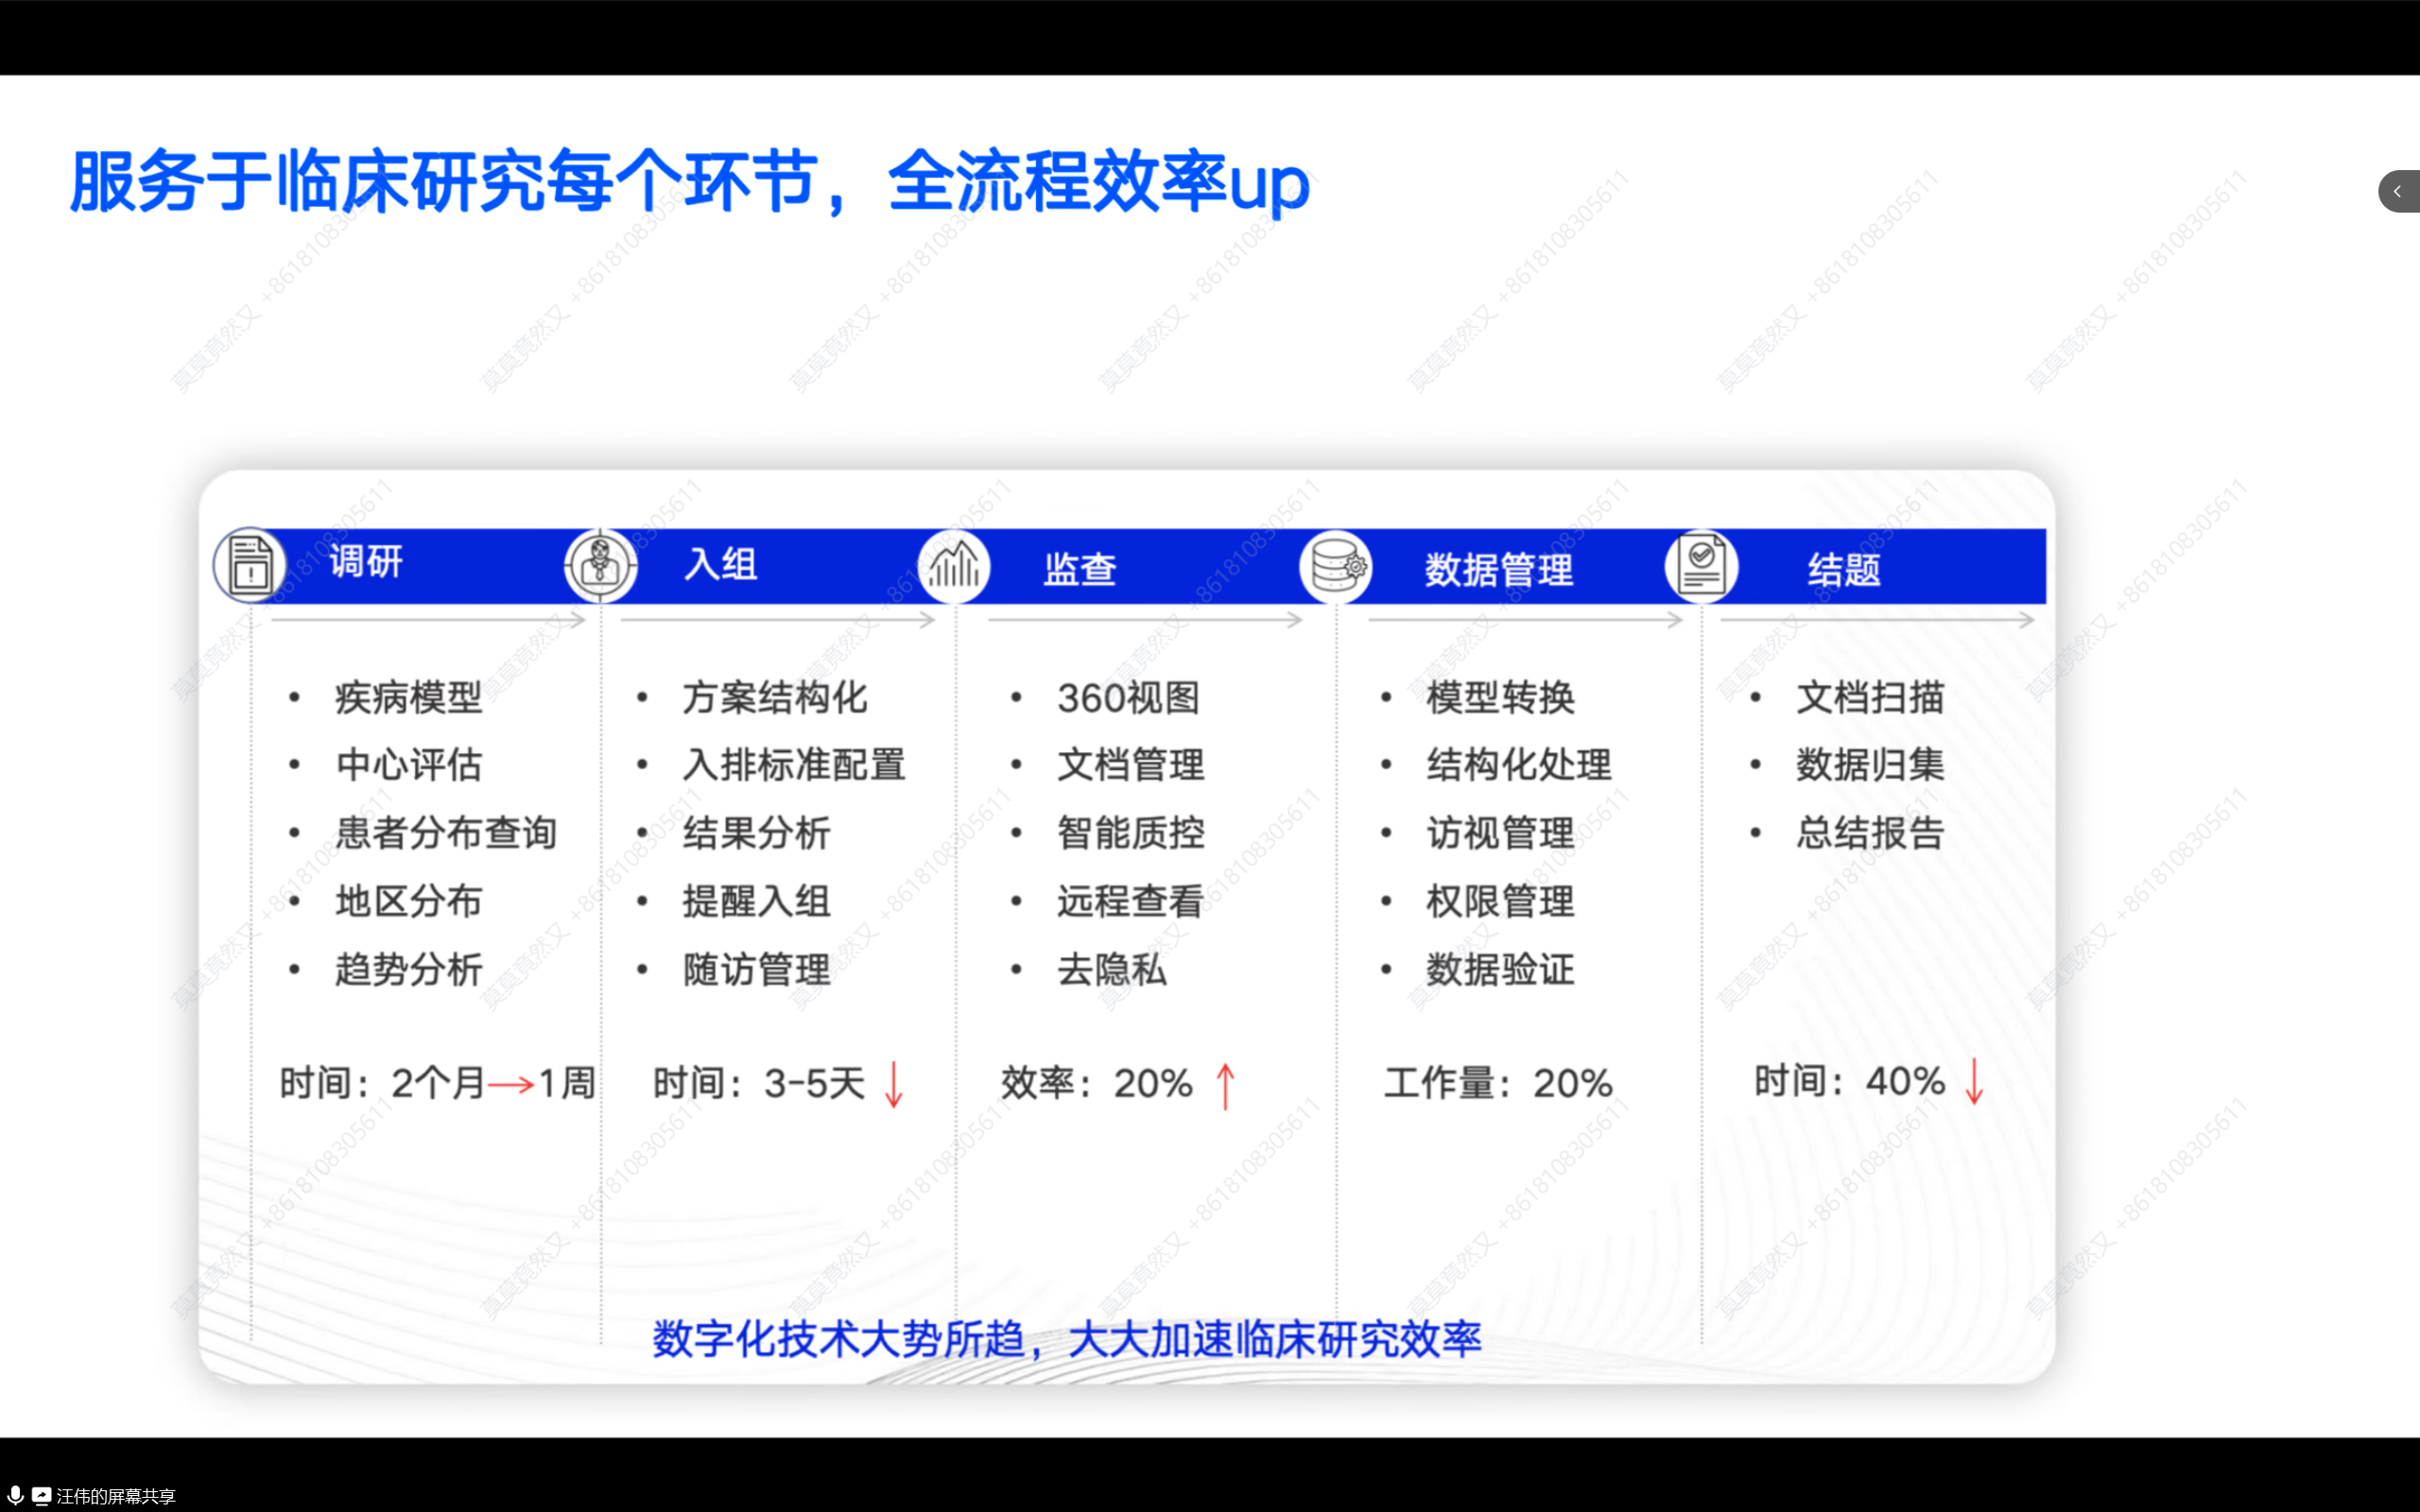 服务于临床研究每个环节，全流程效率up
调研
入组
监查
数据管理
结题
疾病模型
中心评估
患者分布查询
地区分布
趋势分析
时间：2个月→1周
方案结构化
入排标准配置
结果分析
提醒入组
随访管理
时间：3-5天 ↓
360视图
文档管理
智能质控
远程查看
去隐私
效率：20% ↑
模型转换
结构化处理
访视管理
权限管理
数据验证
工作量：20%
文档扫描
数据归集
总结报告
时间：40% ↓
数字化技术大势所趋，大大加速临床研究效率
莫莫竟然又 +8618108305611
汪伟的屏幕共享